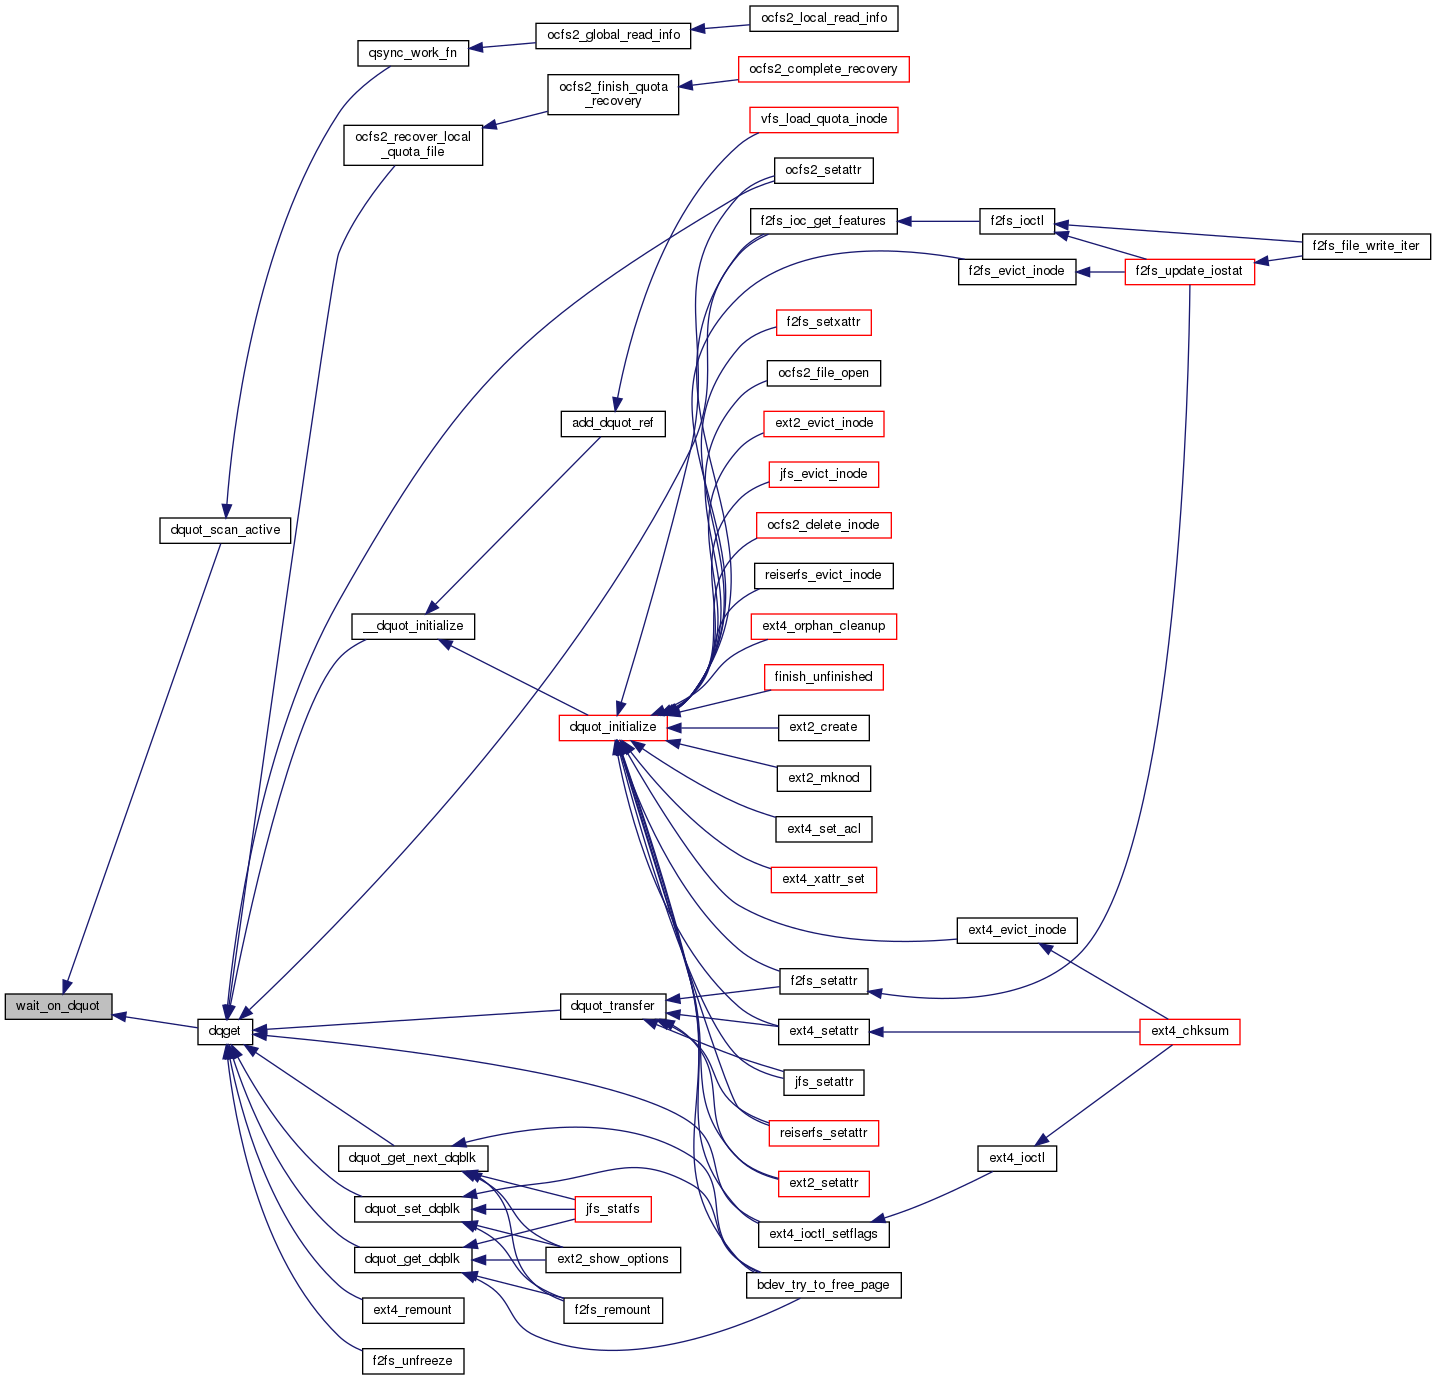 ocfs2_local_read_info
ocfs2_global_read_info
qsync_work_fn
ocfs2_complete_recovery
ocfs2_finish_quota
_recovery
vfs_load_quota_inode
ocfs2_recover_local
_quota_file
ocfs2_setattr
f2fs_ioc_get_features
f2fs_ioctl
f2fs_file_write_iter
f2fs_evict_inode
f2fs_update_iostat
f2fs_setxattr
ocfs2_file_open
add_dquot_ref
ext2_evict_inode
jfs_evict_inode
dquot_scan_active
ocfs2_delete_inode
reiserfs_evict_inode
__dquot_initialize
ext4_orphan_cleanup
finish_unfinished
dquot_initialize
ext2_create
ext2_mknod
ext4_set_acl
ext4_xattr_set
ext4_evict_inode
f2fs_setattr
wait_on_dquot
dquot_transfer
dqget
ext4_setattr
ext4_chksum
jfs_setattr
reiserfs_setattr
dquot_get_next_dqblk
ext4_ioctl
ext2_setattr
dquot_set_dqblk
jfs_statfs
ext4_ioctl_setflags
dquot_get_dqblk
ext2_show_options
bdev_try_to_free_page
ext4_remount
f2fs_remount
f2fs_unfreeze